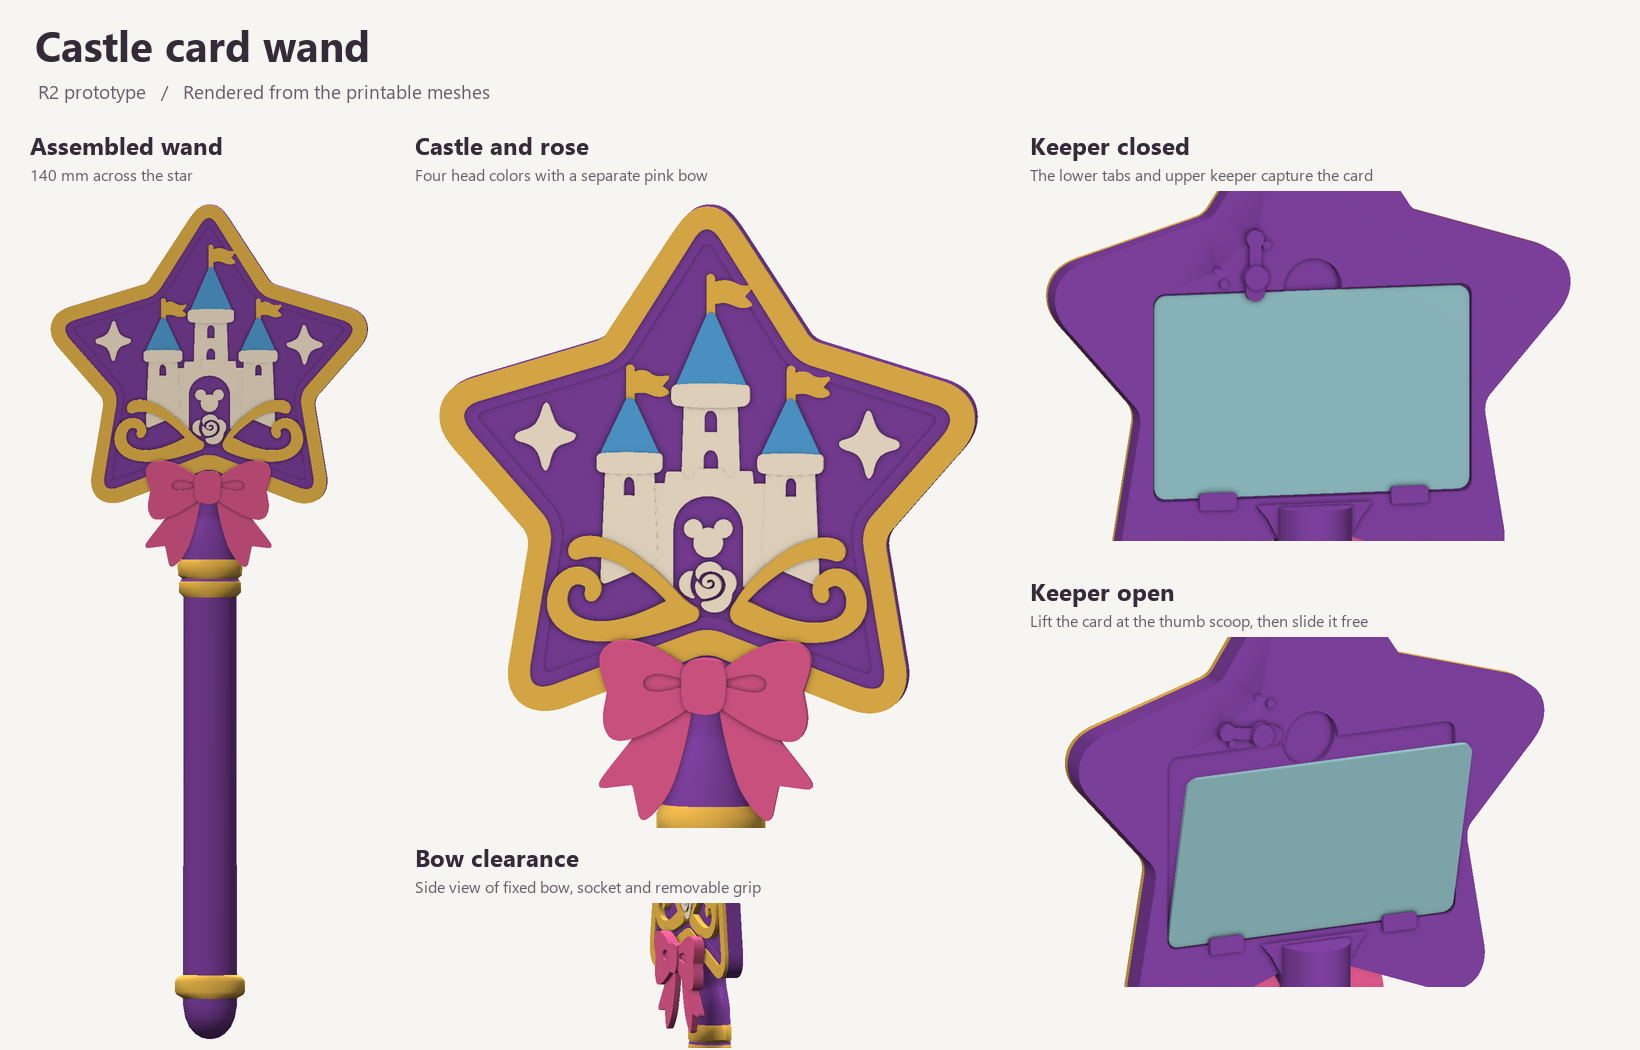 Castle card wand
R2 prototype / Rendered from the printable meshes
Assembled wand
140 mm across the star
Castle and rose
Four head colors with a separate pink bow
Keeper closed
The lower tabs and upper keeper capture the card
Keeper open
Lift the card at the thumb scoop, then slide it free
Bow clearance
Side view of fixed bow, socket and removable grip